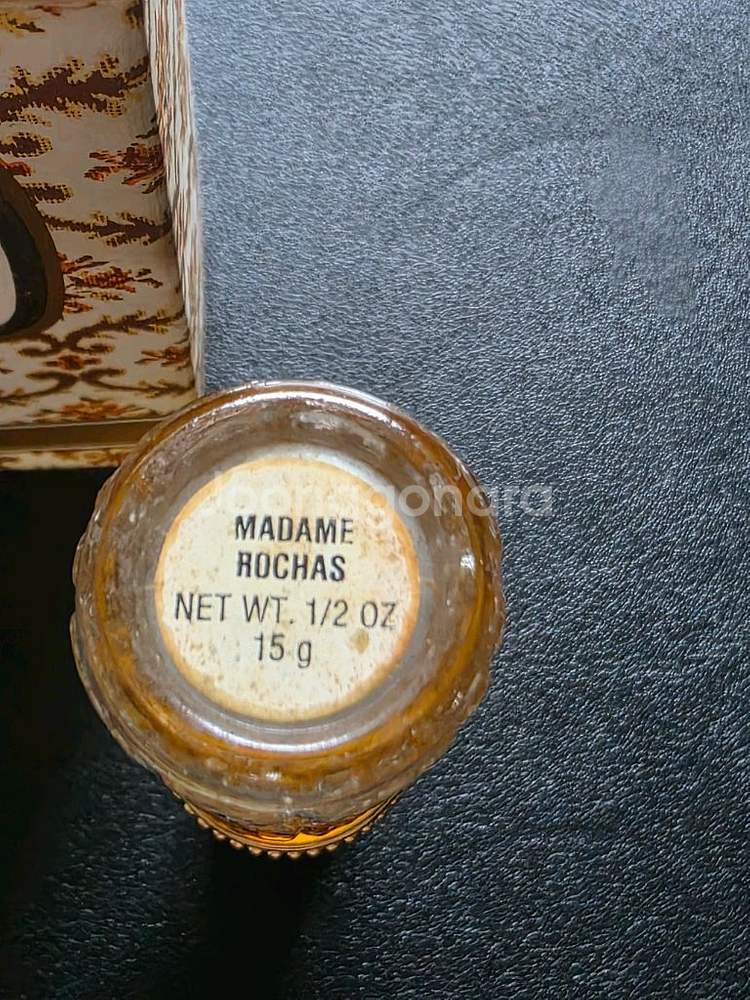 MADAME
ROCHAS
NET WT. 1/2 OZ
15 g